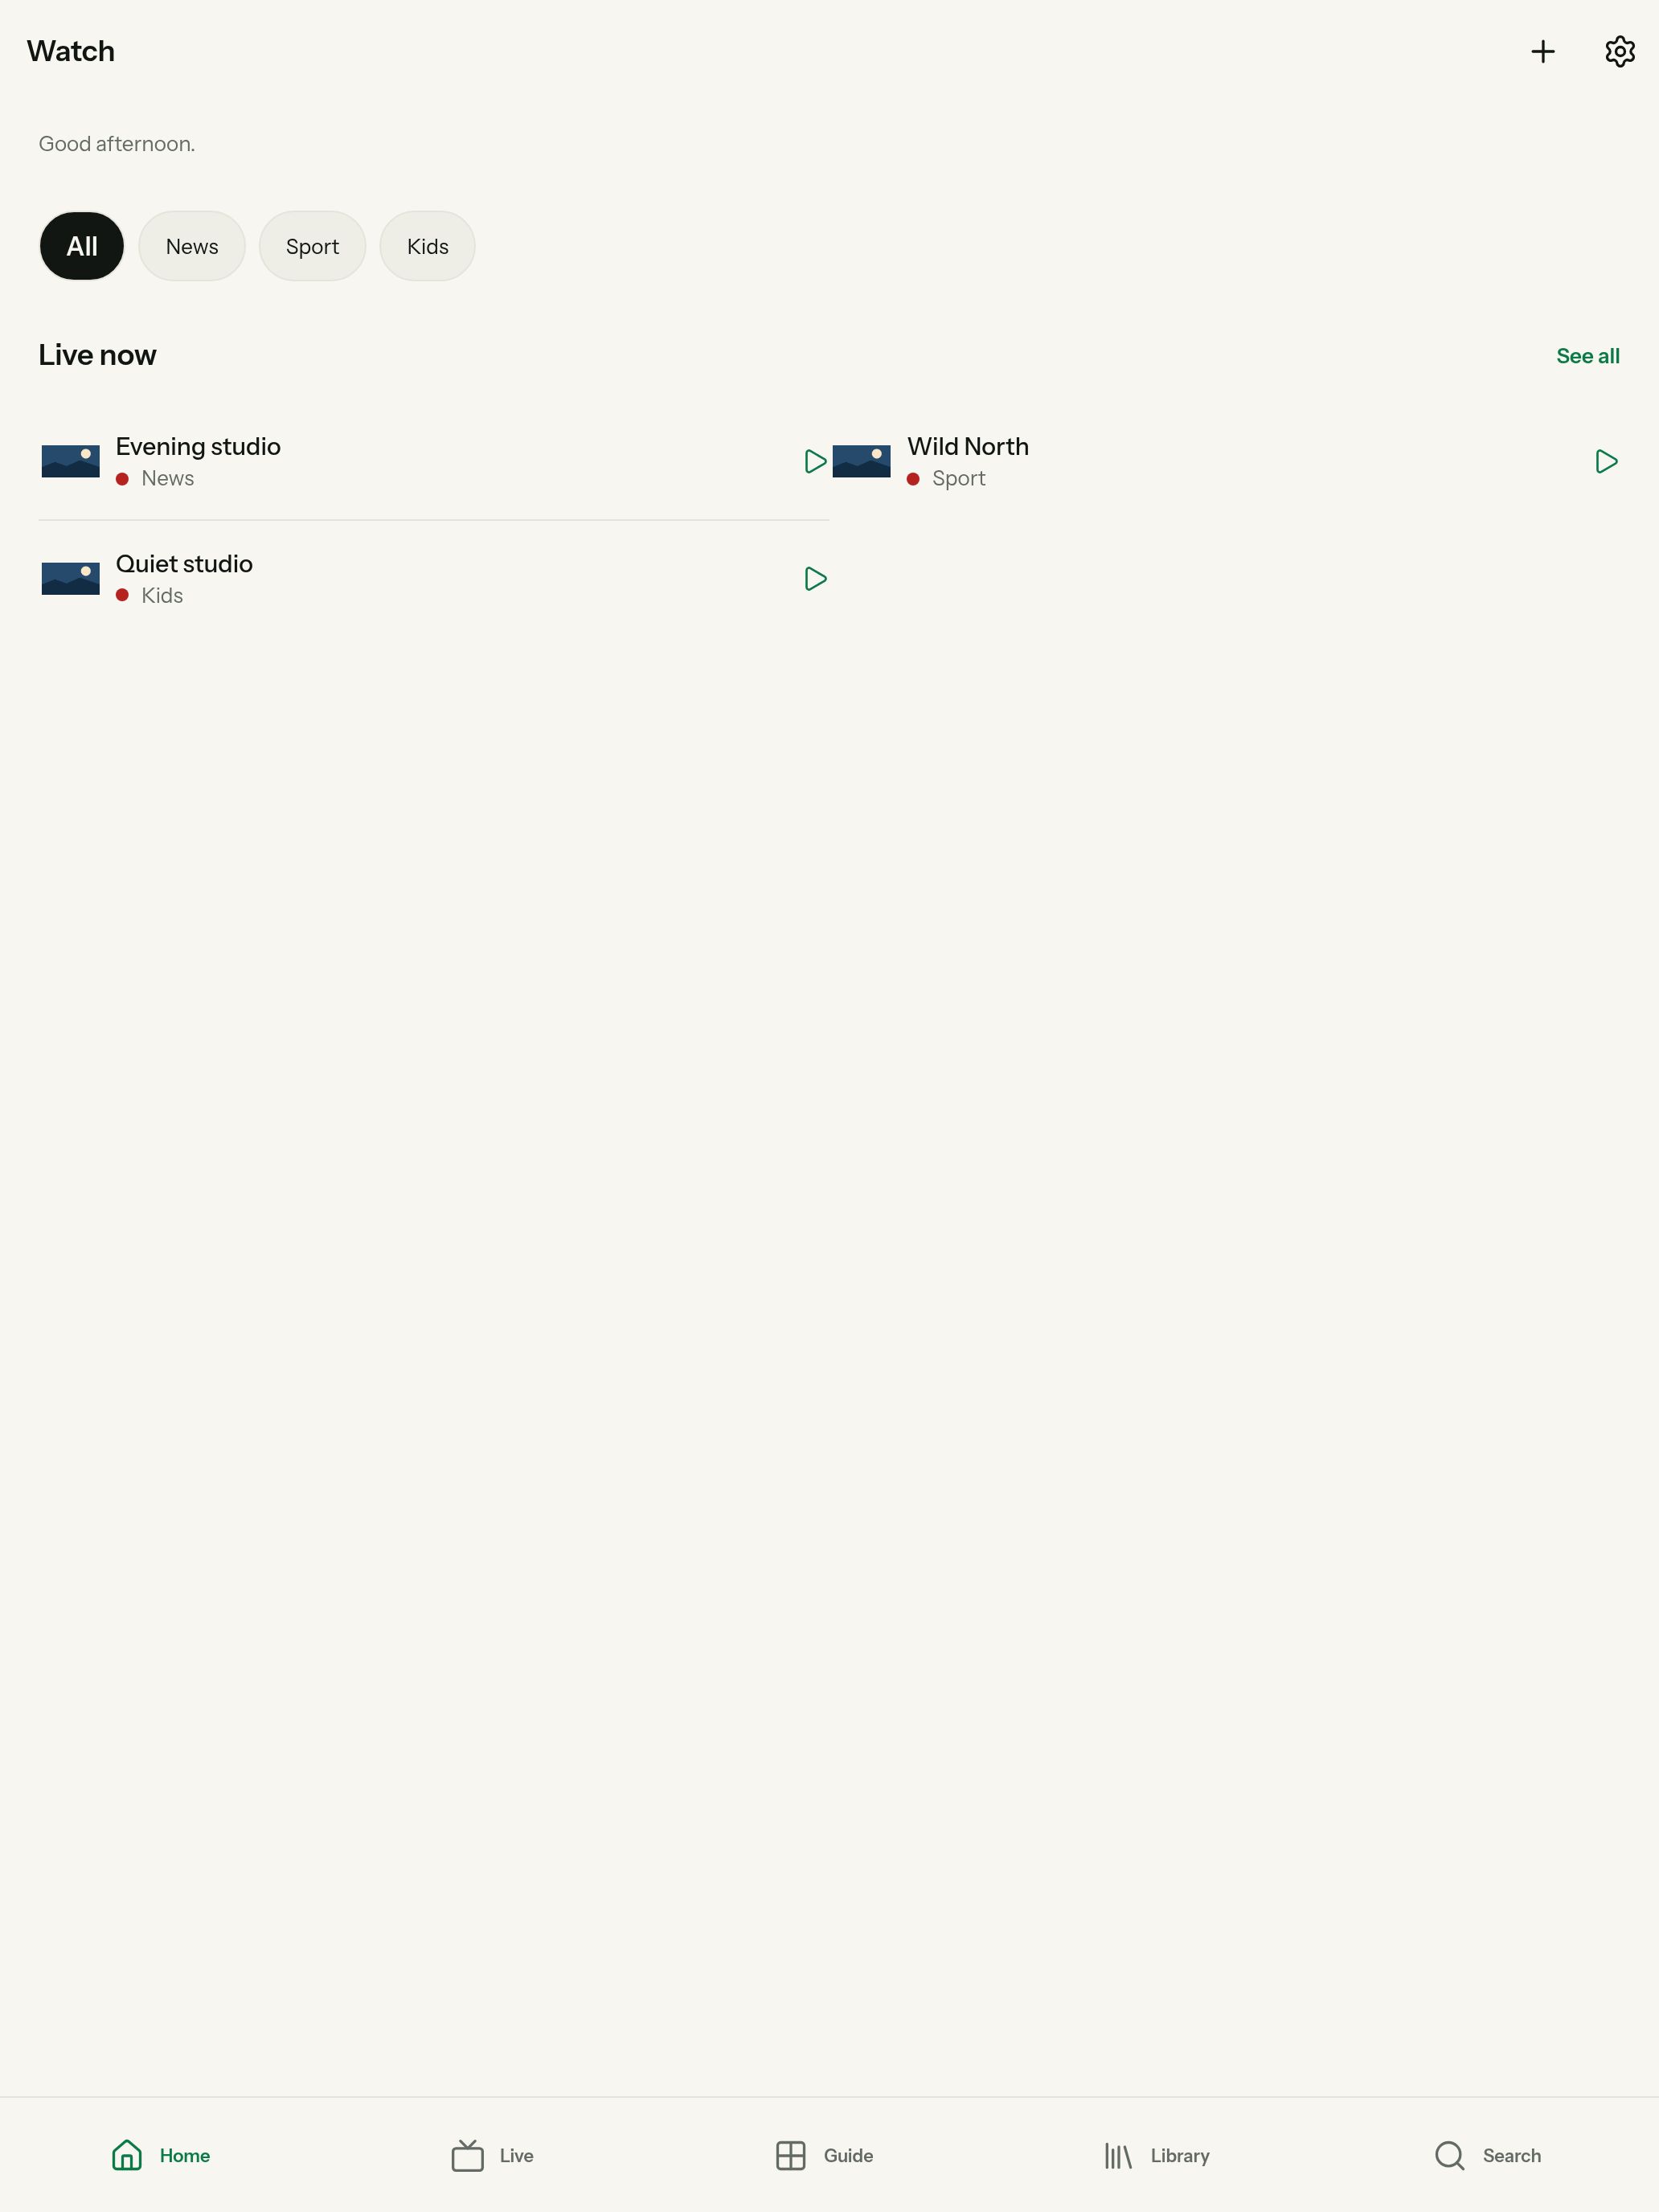 Watch
Good afternoon.
All
News
Sport
Kids
Live now
See all
Evening studio
News
Wild North
Sport
Quiet studio
Kids
Home
Live
Guide
Library
Search